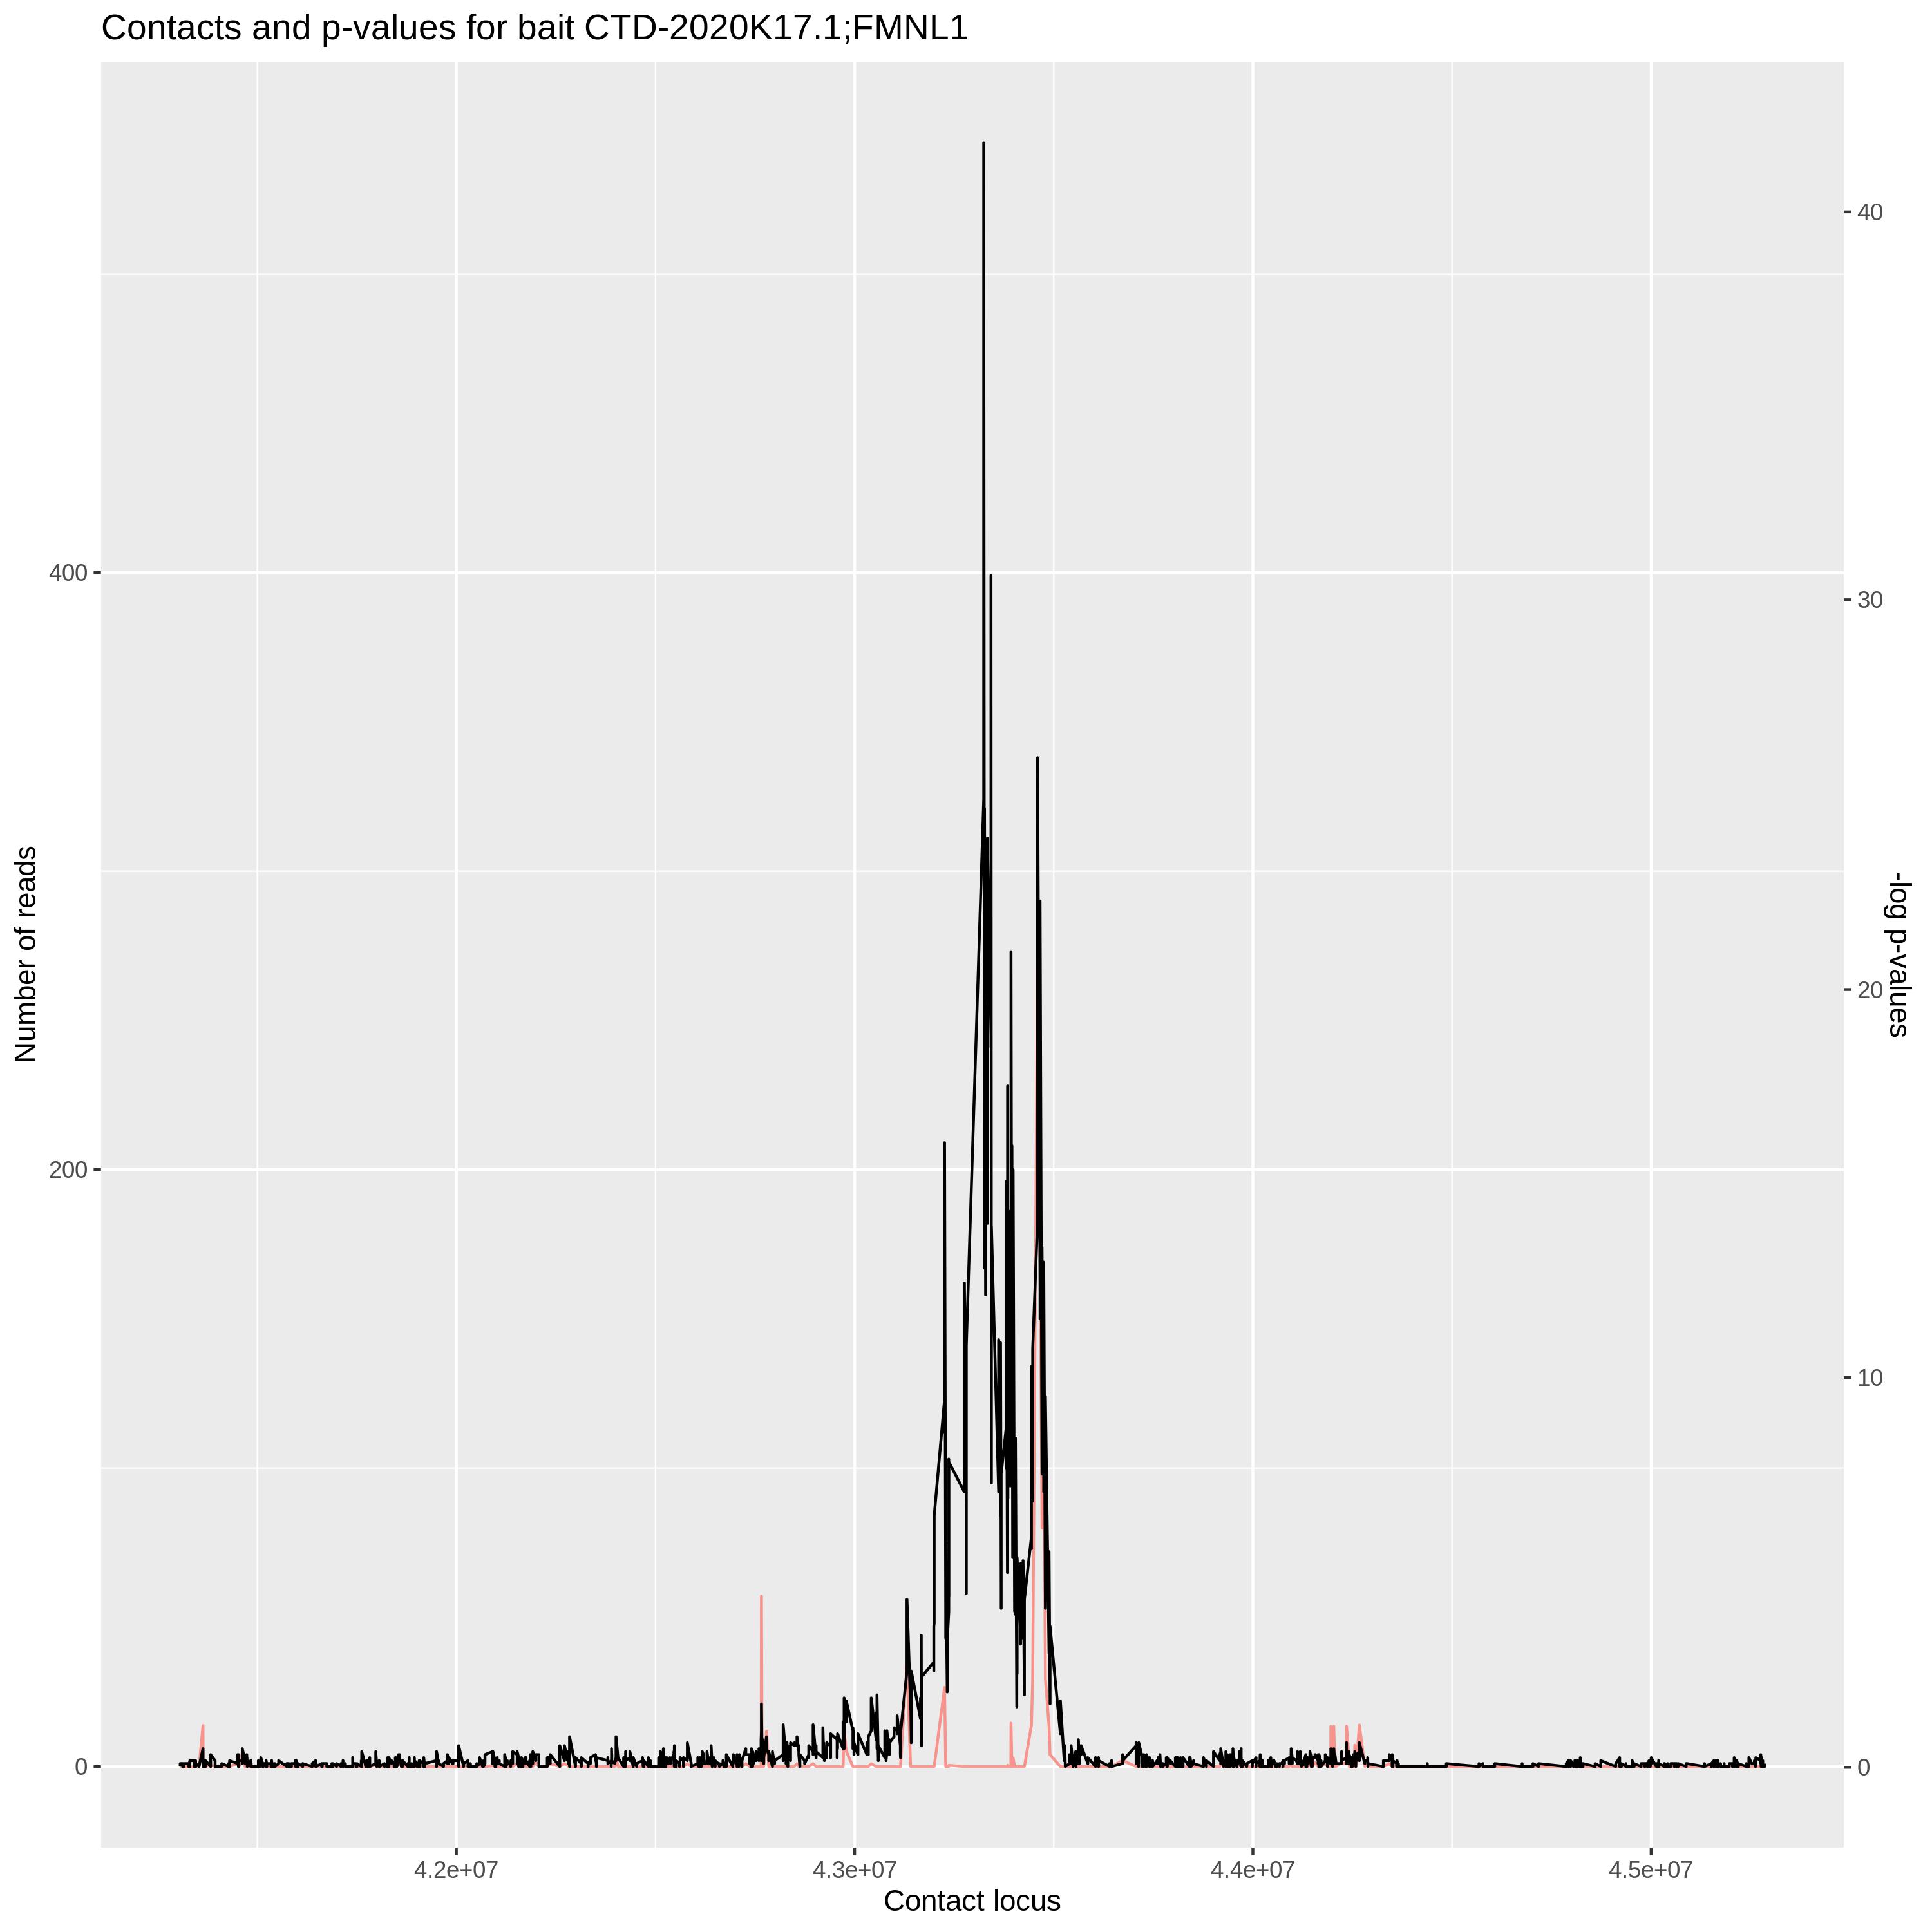 Contacts and p-values for bait CTD-2020K17.1;FMNL1
Number of reads
400
200
0
40
30
20
10
0
-log p-values
4.2e+07
4.3e+07
4.4e+07
4.5e+07
Contact locus